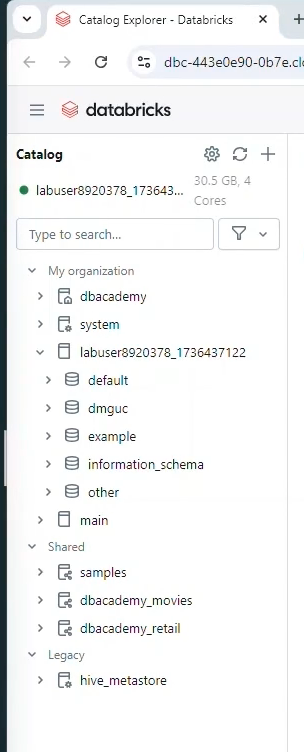 Catalog Explorer - Databricks
dbc-443e0e90-0b7e.clo
databricks
Catalog
labuser8920378_173643... 30.5 GB, 4
Cores
Type to search...
My organization
dbacademy
system
labuser8920378_1736437122
default
dmguc
example
information_schema
other
main
Shared
samples
dbacademy_movies
dbacademy_retail
Legacy
hive_metastore